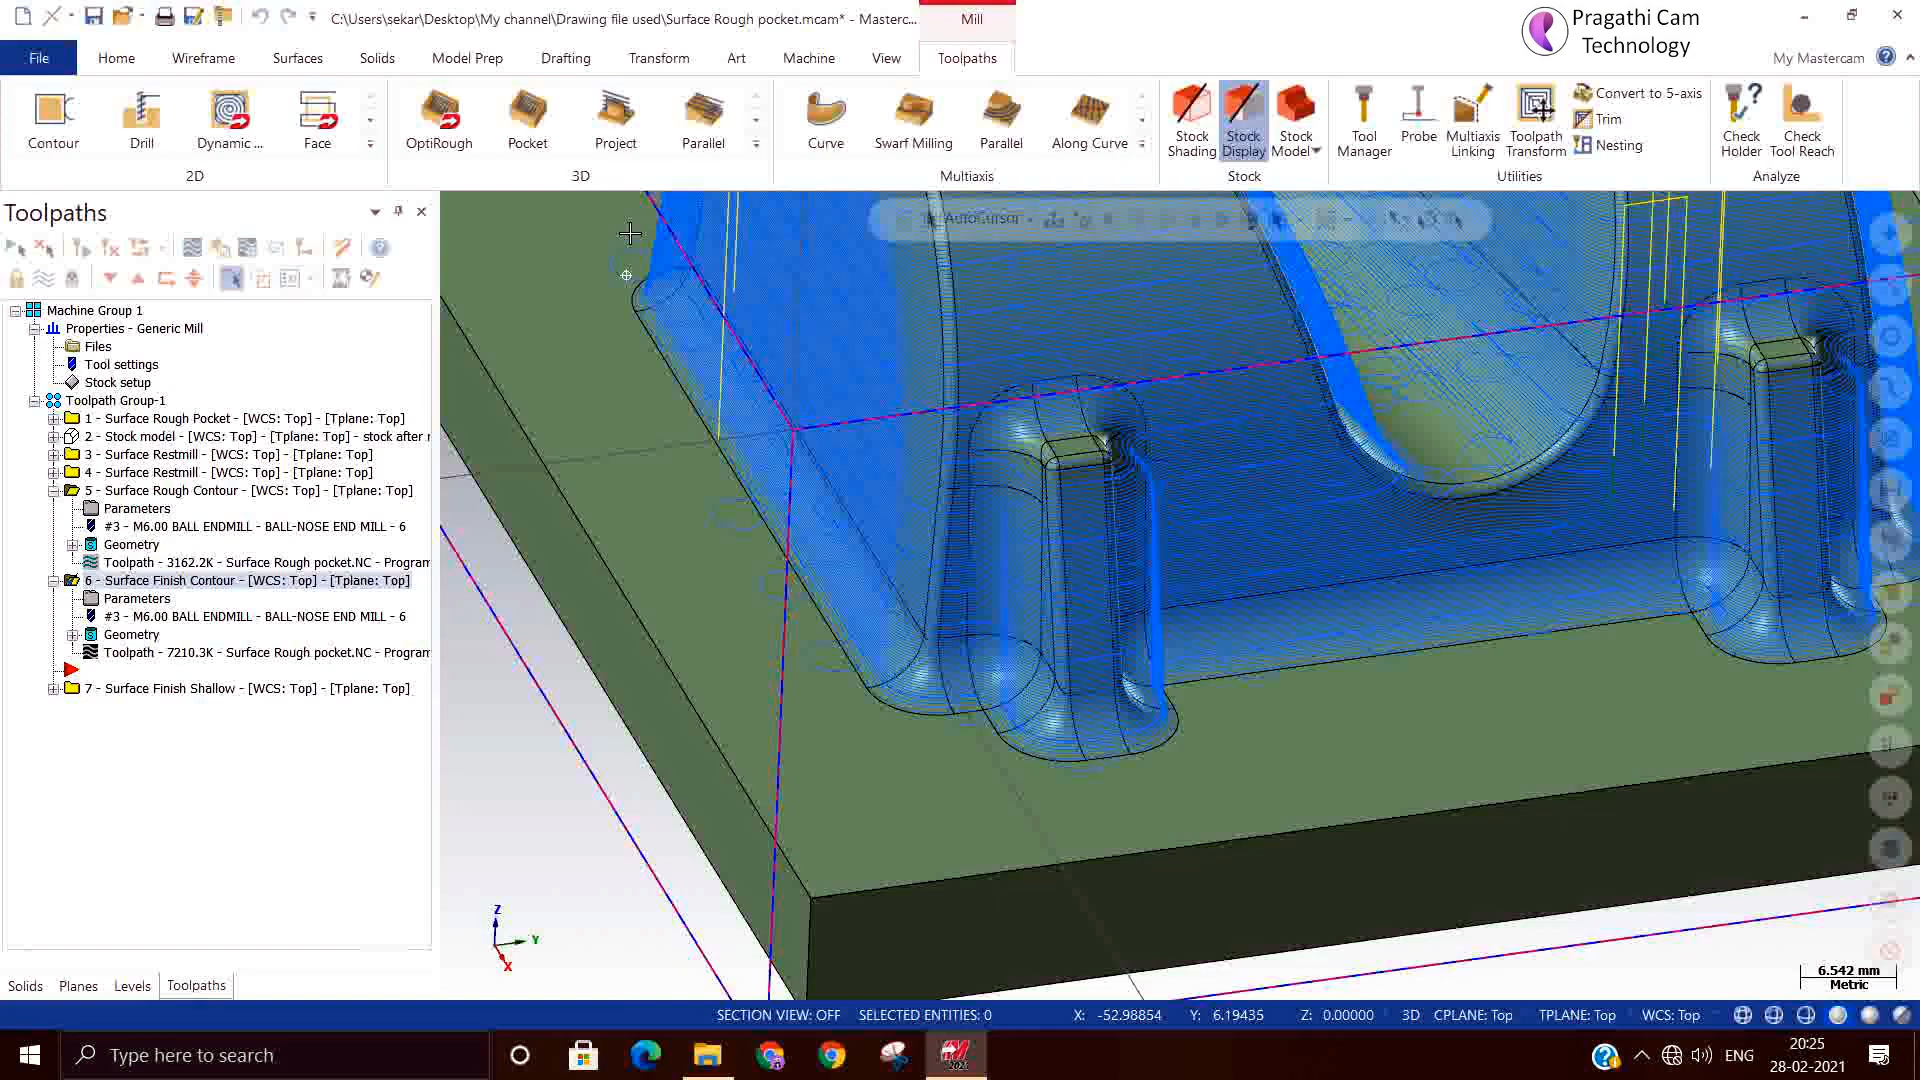 C:\Users\sekar\Desktop\My channel\Drawing file used\Surface Rough pocket.mcam* - Masterc...
Mill
Pragathi Cam
Technology
File
Home
Wireframe
Surfaces
Solids
Model Prep
Drafting
Transform
Art
Machine
View
Toolpaths
My Mastercam
Contour
Drill
Dynamic ...
Face
OptiRough
Pocket
Project
Parallel
Curve
Swarf Milling
Parallel
Along Curve
Stock
Shading
Stock
Display
Stock
Model
Tool
Manager
Probe
Multiaxis
Linking
Toolpath
Transform
Convert to 5-axis
Trim
Nesting
Check
Holder
Check
Tool Reach
2D
3D
Multiaxis
Stock
Utilities
Analyze
Toolpaths
AutoCursor
Machine Group 1
Properties - Generic Mill
Files
Tool settings
Stock setup
Toolpath Group-1
1 - Surface Rough Pocket - [WCS: Top] - [Tplane: Top]
2 - Stock model - [WCS: Top] - [Tplane: Top] - stock after r
3 - Surface Restmill - [WCS: Top] - [Tplane: Top]
4 - Surface Restmill - [WCS: Top] - [Tplane: Top]
5 - Surface Rough Contour - [WCS: Top] - [Tplane: Top]
Parameters
#3 - M6.00 BALL ENDMILL - BALL-NOSE END MILL - 6
Geometry
Toolpath - 3162.2K - Surface Rough pocket.NC - Program
6 - Surface Finish Contour - [WCS: Top] - [Tplane: Top]
Parameters
#3 - M6.00 BALL ENDMILL - BALL-NOSE END MILL - 6
Geometry
Toolpath - 7210.3K - Surface Rough pocket.NC - Program
7 - Surface Finish Shallow - [WCS: Top] - [Tplane: Top]
Z
Y
X
6.542 mm
Metric
Solids
Planes
Levels
Toolpaths
SECTION VIEW: OFF
SELECTED ENTITIES: 0
X: -52.98854
Y: 6.19435
Z: 0.00000
3D
CPLANE: Top
TPLANE: Top
WCS: Top
Type here to search
2021
ENG
20:25
28-02-2021